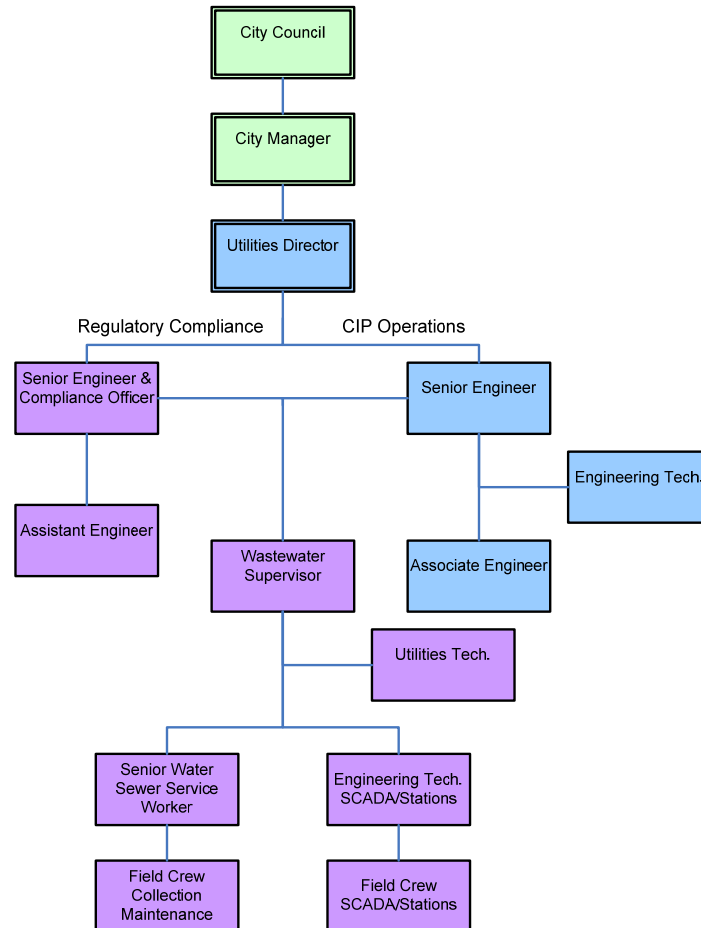 City Council
City Manager
Utilities Director
Regulatory Compliance
CIP Operations
Senior Engineer &
Compliance Officer
Senior Engineer
Engineering Tech.
Assistant Engineer
Wastewater
Supervisor
Associate Engineer
Utilities Tech.
Senior Water
Sewer Service
Worker
Engineering Tech.
SCADA/Stations
Field Crew
Collection
Maintenance
Field Crew
SCADA/Stations